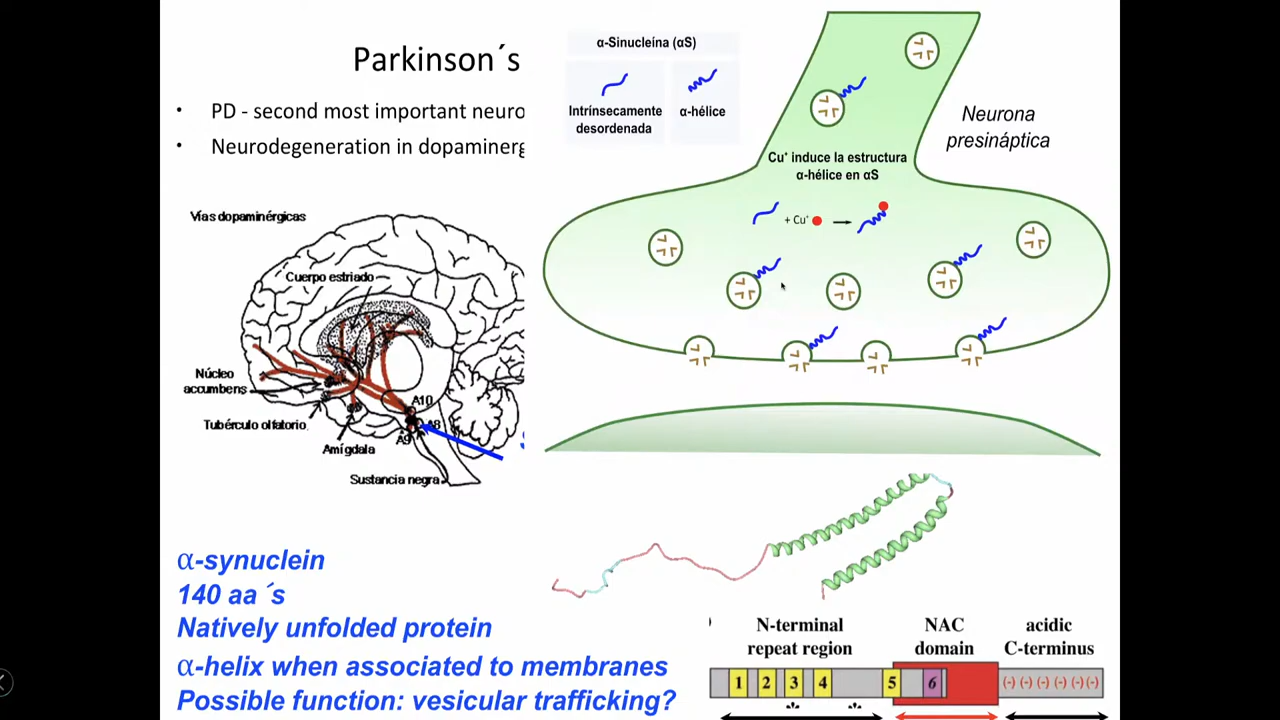 Parkinson´s
• PD - second most important neuro
• Neurodegeneration in dopaminerg
Vías dopaminérgicas
Cuerpo estriado
Núcleo
accumbens
Tubérculo olfatorio
Amígdala
A10
A8
A9
Sustancia negra
α-Sinucleína (αS)
Intrínsecamente
desordenada
α-hélice
Neurona
presináptica
Cu⁺ induce la estructura
α-hélice en αS
+ Cu⁺
α-synuclein
140 aa ´s
Natively unfolded protein
α-helix when associated to membranes
Possible function: vesicular trafficking?
N-terminal
repeat region
NAC
domain
acidic
C-terminus
1 2 3 4 5 6 (-) (-) (-) (-) (-) (-)
* *